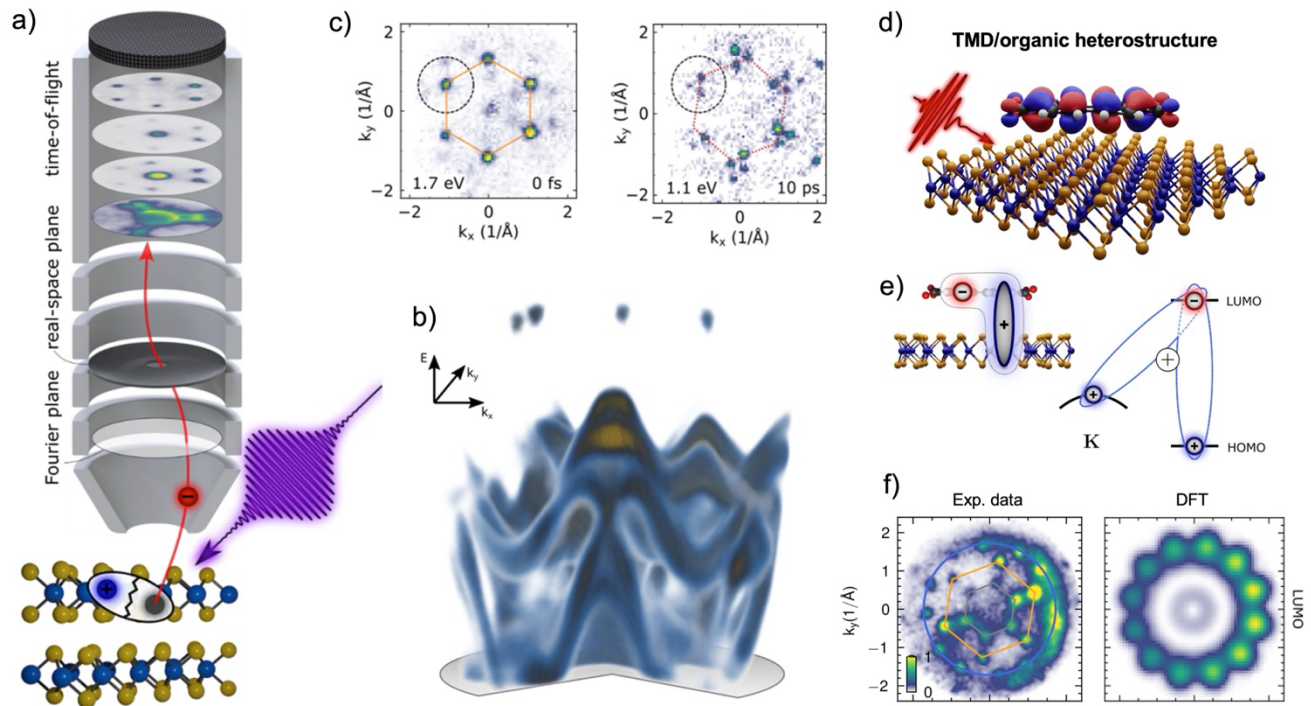 a)
time-of-flight
real-space plane
Fourier plane
−
+
c)
k_y (1/Å)
2
0
−2
1.7 eV
0 fs
−2
0
2
k_x (1/Å)
k_y (1/Å)
2
0
−2
1.1 eV
10 ps
−2
0
2
k_x (1/Å)
b)
E
k_y
k_x
d)
TMD/organic heterostructure
e)
−
+
−
LUMO
+
+
K
+
HOMO
f)
Exp. data
DFT
k_y(1/Å)
2
1
0
-1
-2
1
0
LUMO